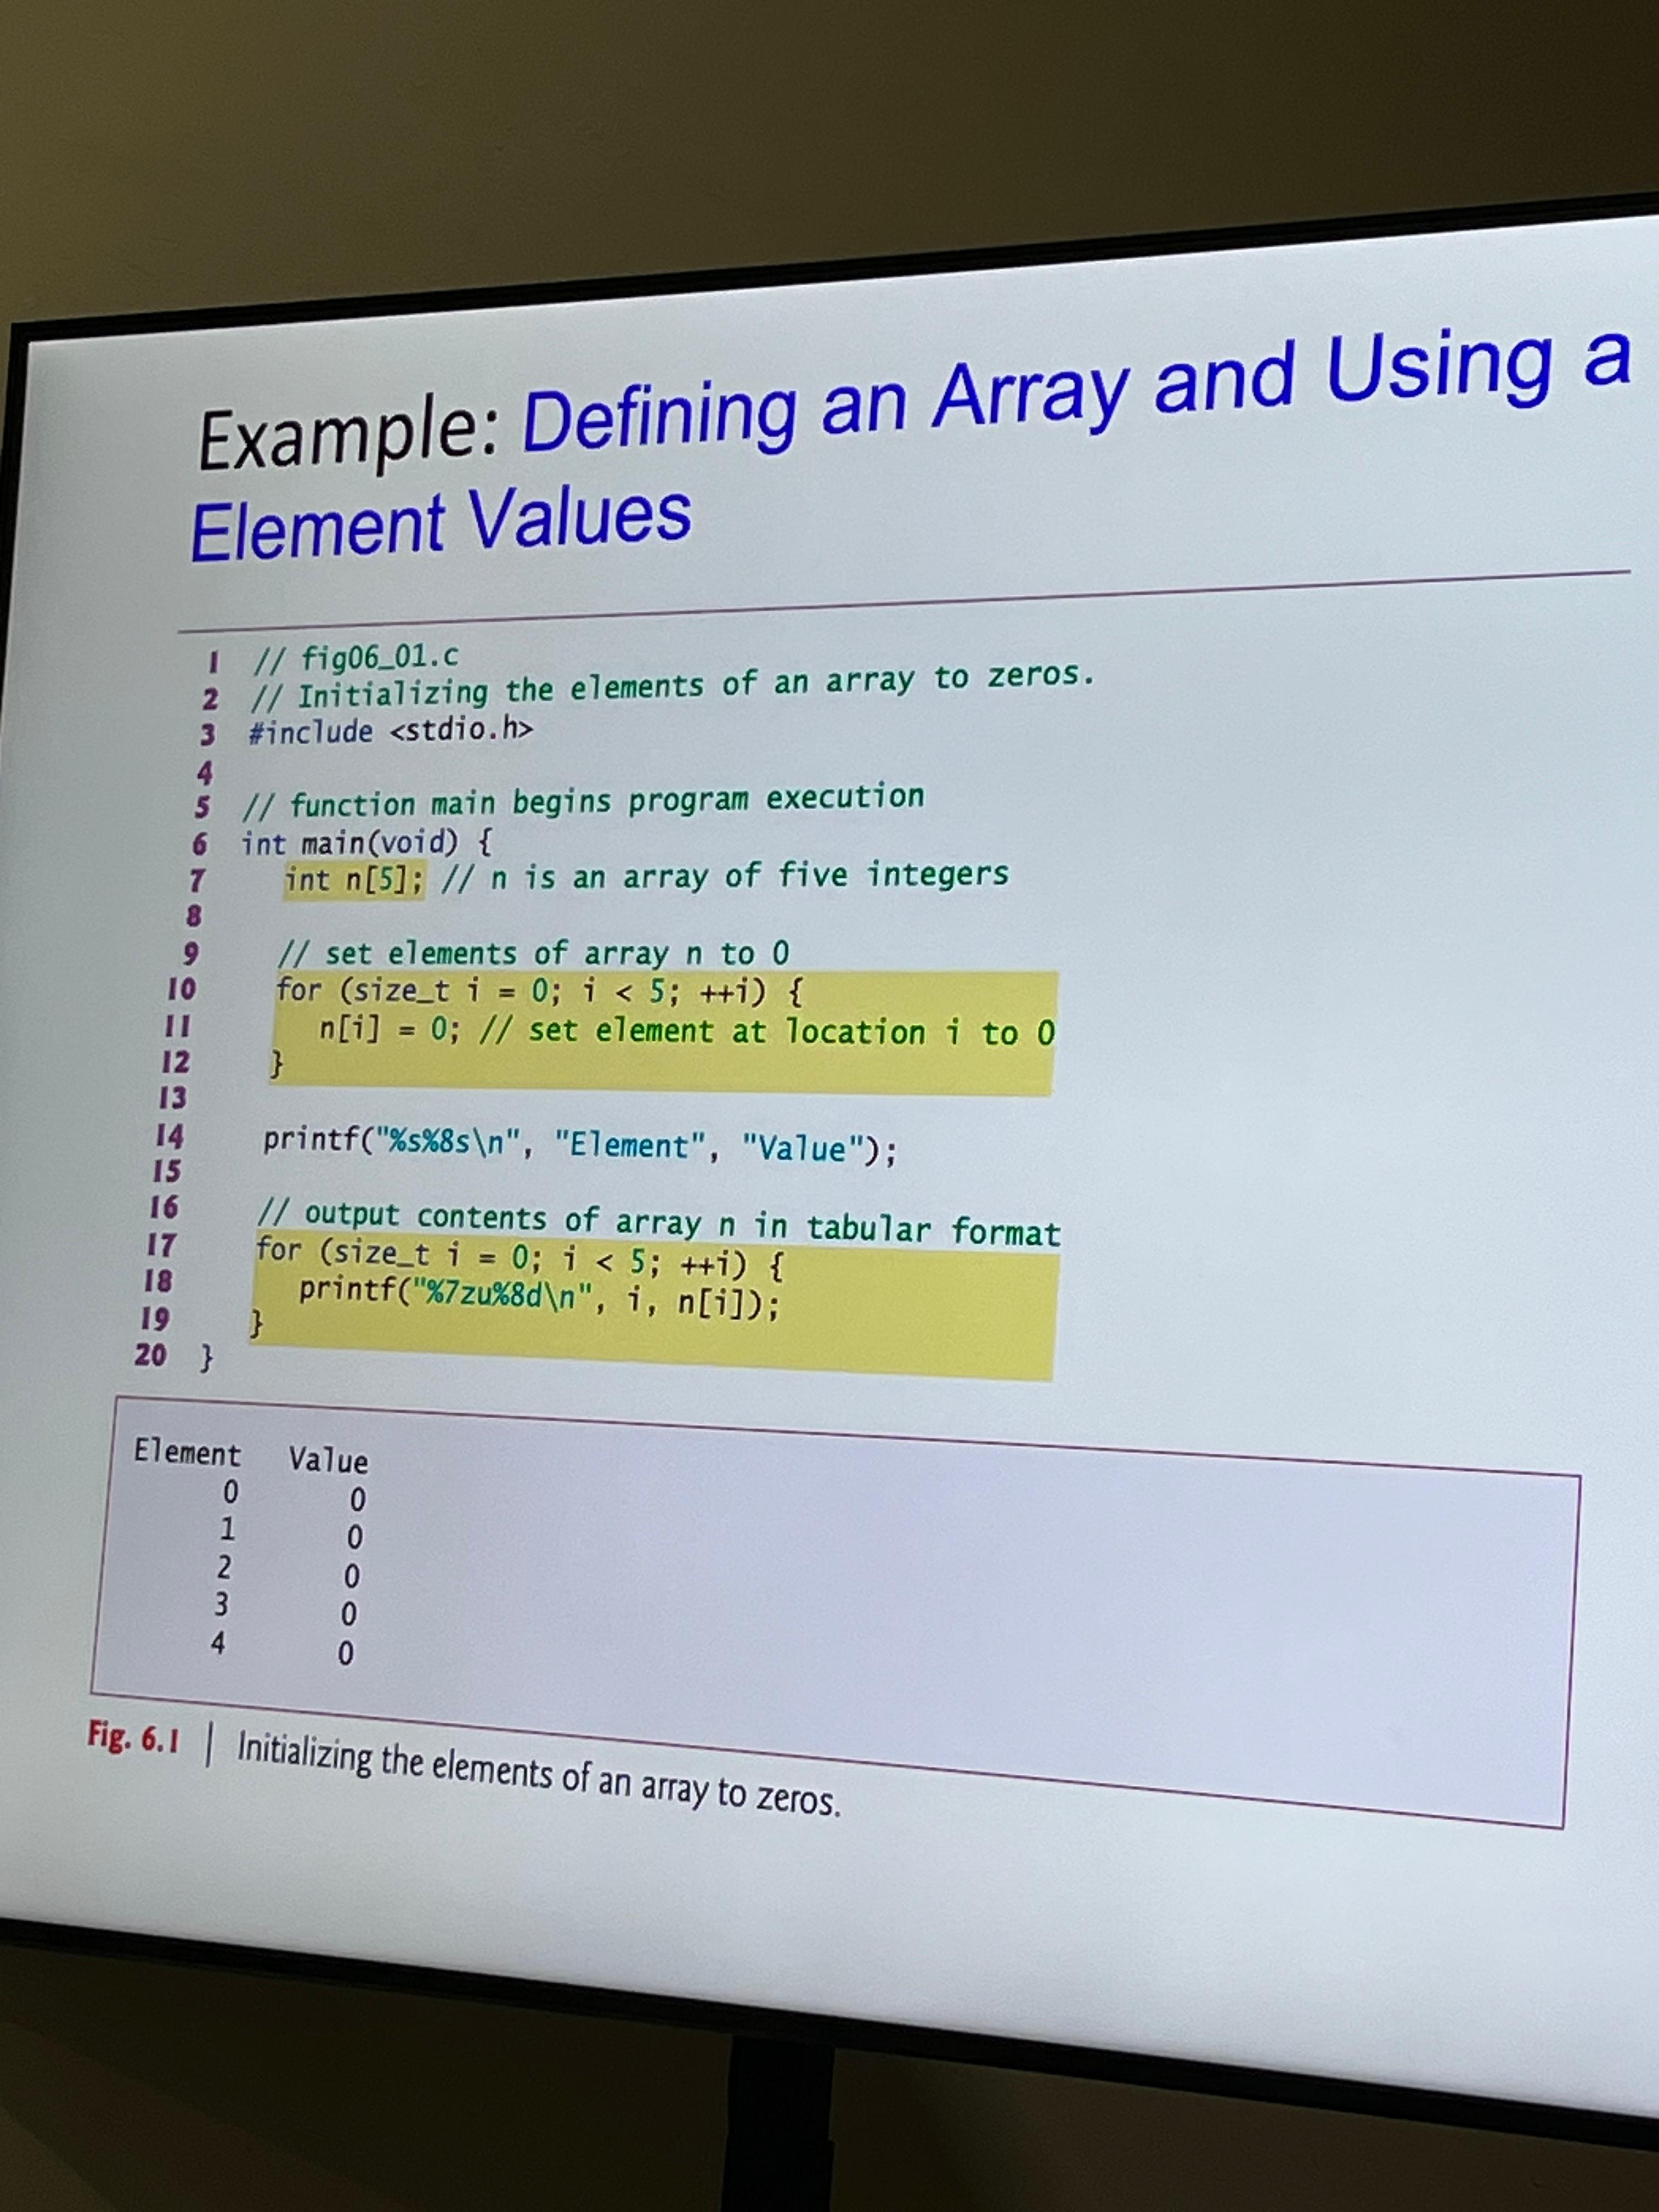 Example: Defining an Array and Using a
Element Values
1 // fig06_01.c
2 // Initializing the elements of an array to zeros.
3 #include <stdio.h>
4
5 // function main begins program execution
6 int main(void) {
7    int n[5]; // n is an array of five integers
8
9    // set elements of array n to 0
10    for (size_t i = 0; i < 5; ++i) {
11       n[i] = 0; // set element at location i to 0
12    }
13
14    printf("%s%8s\n", "Element", "Value");
15
16    // output contents of array n in tabular format
17    for (size_t i = 0; i < 5; ++i) {
18       printf("%7zu%8d\n", i, n[i]);
19    }
20 }
Element   Value
0 0
1 0
2 0
3 0
4 0
Fig. 6.1 | Initializing the elements of an array to zeros.